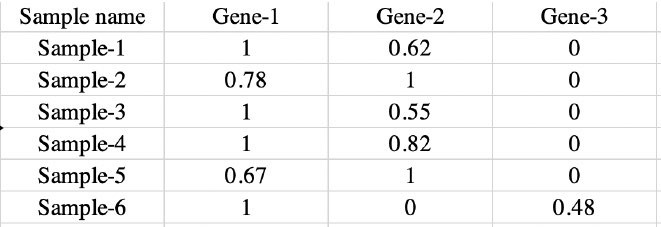 Sample name Gene-1 Gene-2 Gene-3
Sample-1 1 0.62 0
Sample-2 0.78 1 0
Sample-3 1 0.55 0
Sample-4 1 0.82 0
Sample-5 0.67 1 0
Sample-6 1 0 0.48